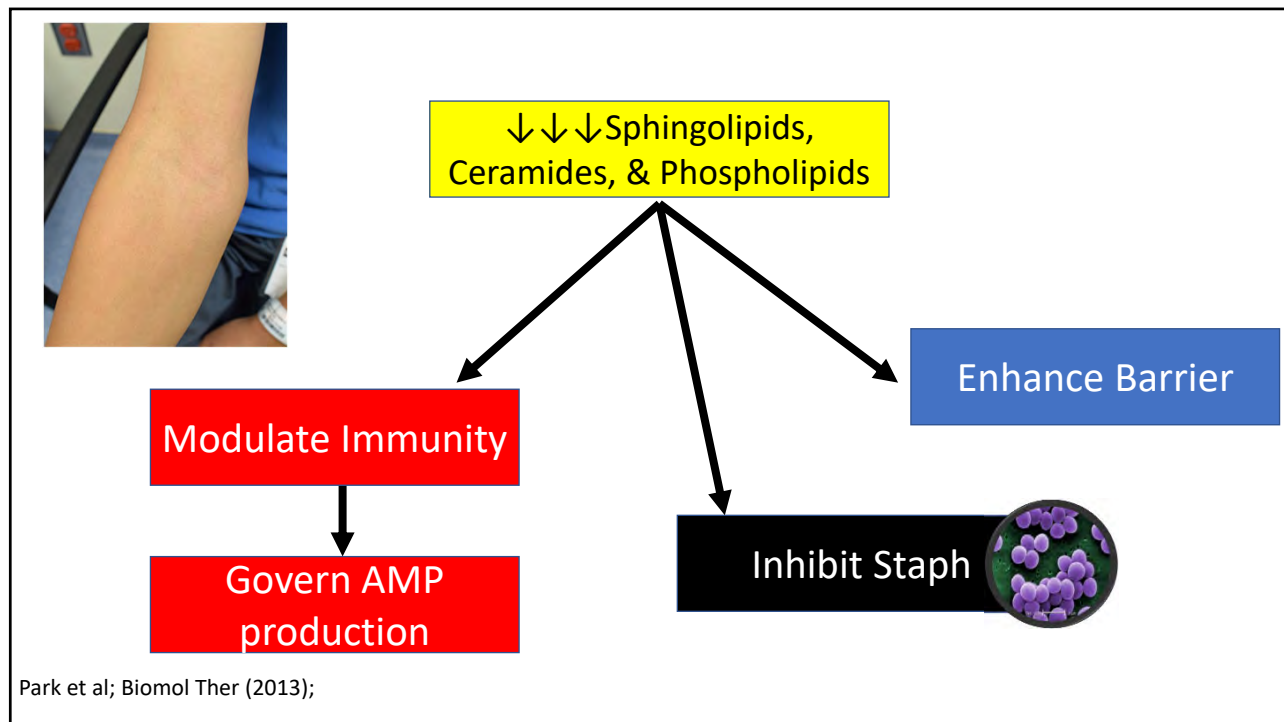 ↓↓↓Sphingolipids,
Ceramides, & Phospholipids
Enhance Barrier
Modulate Immunity
Inhibit Staph
Govern AMP
production
Park et al; Biomol Ther (2013);